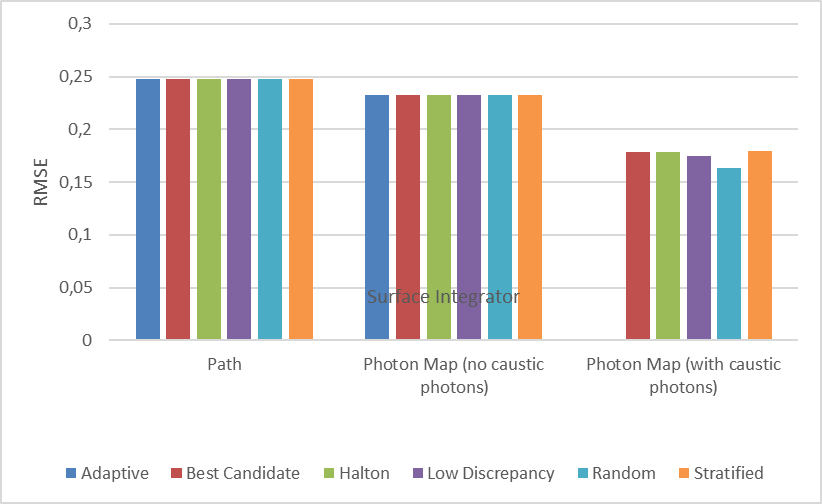 0,3
0,25
0,2
0,15
0,1
0,05
0
RMSE
Surface Integrator
Path
Photon Map (no caustic
photons)
Photon Map (with caustic
photons)
Adaptive
Best Candidate
Halton
Low Discrepancy
Random
Stratified